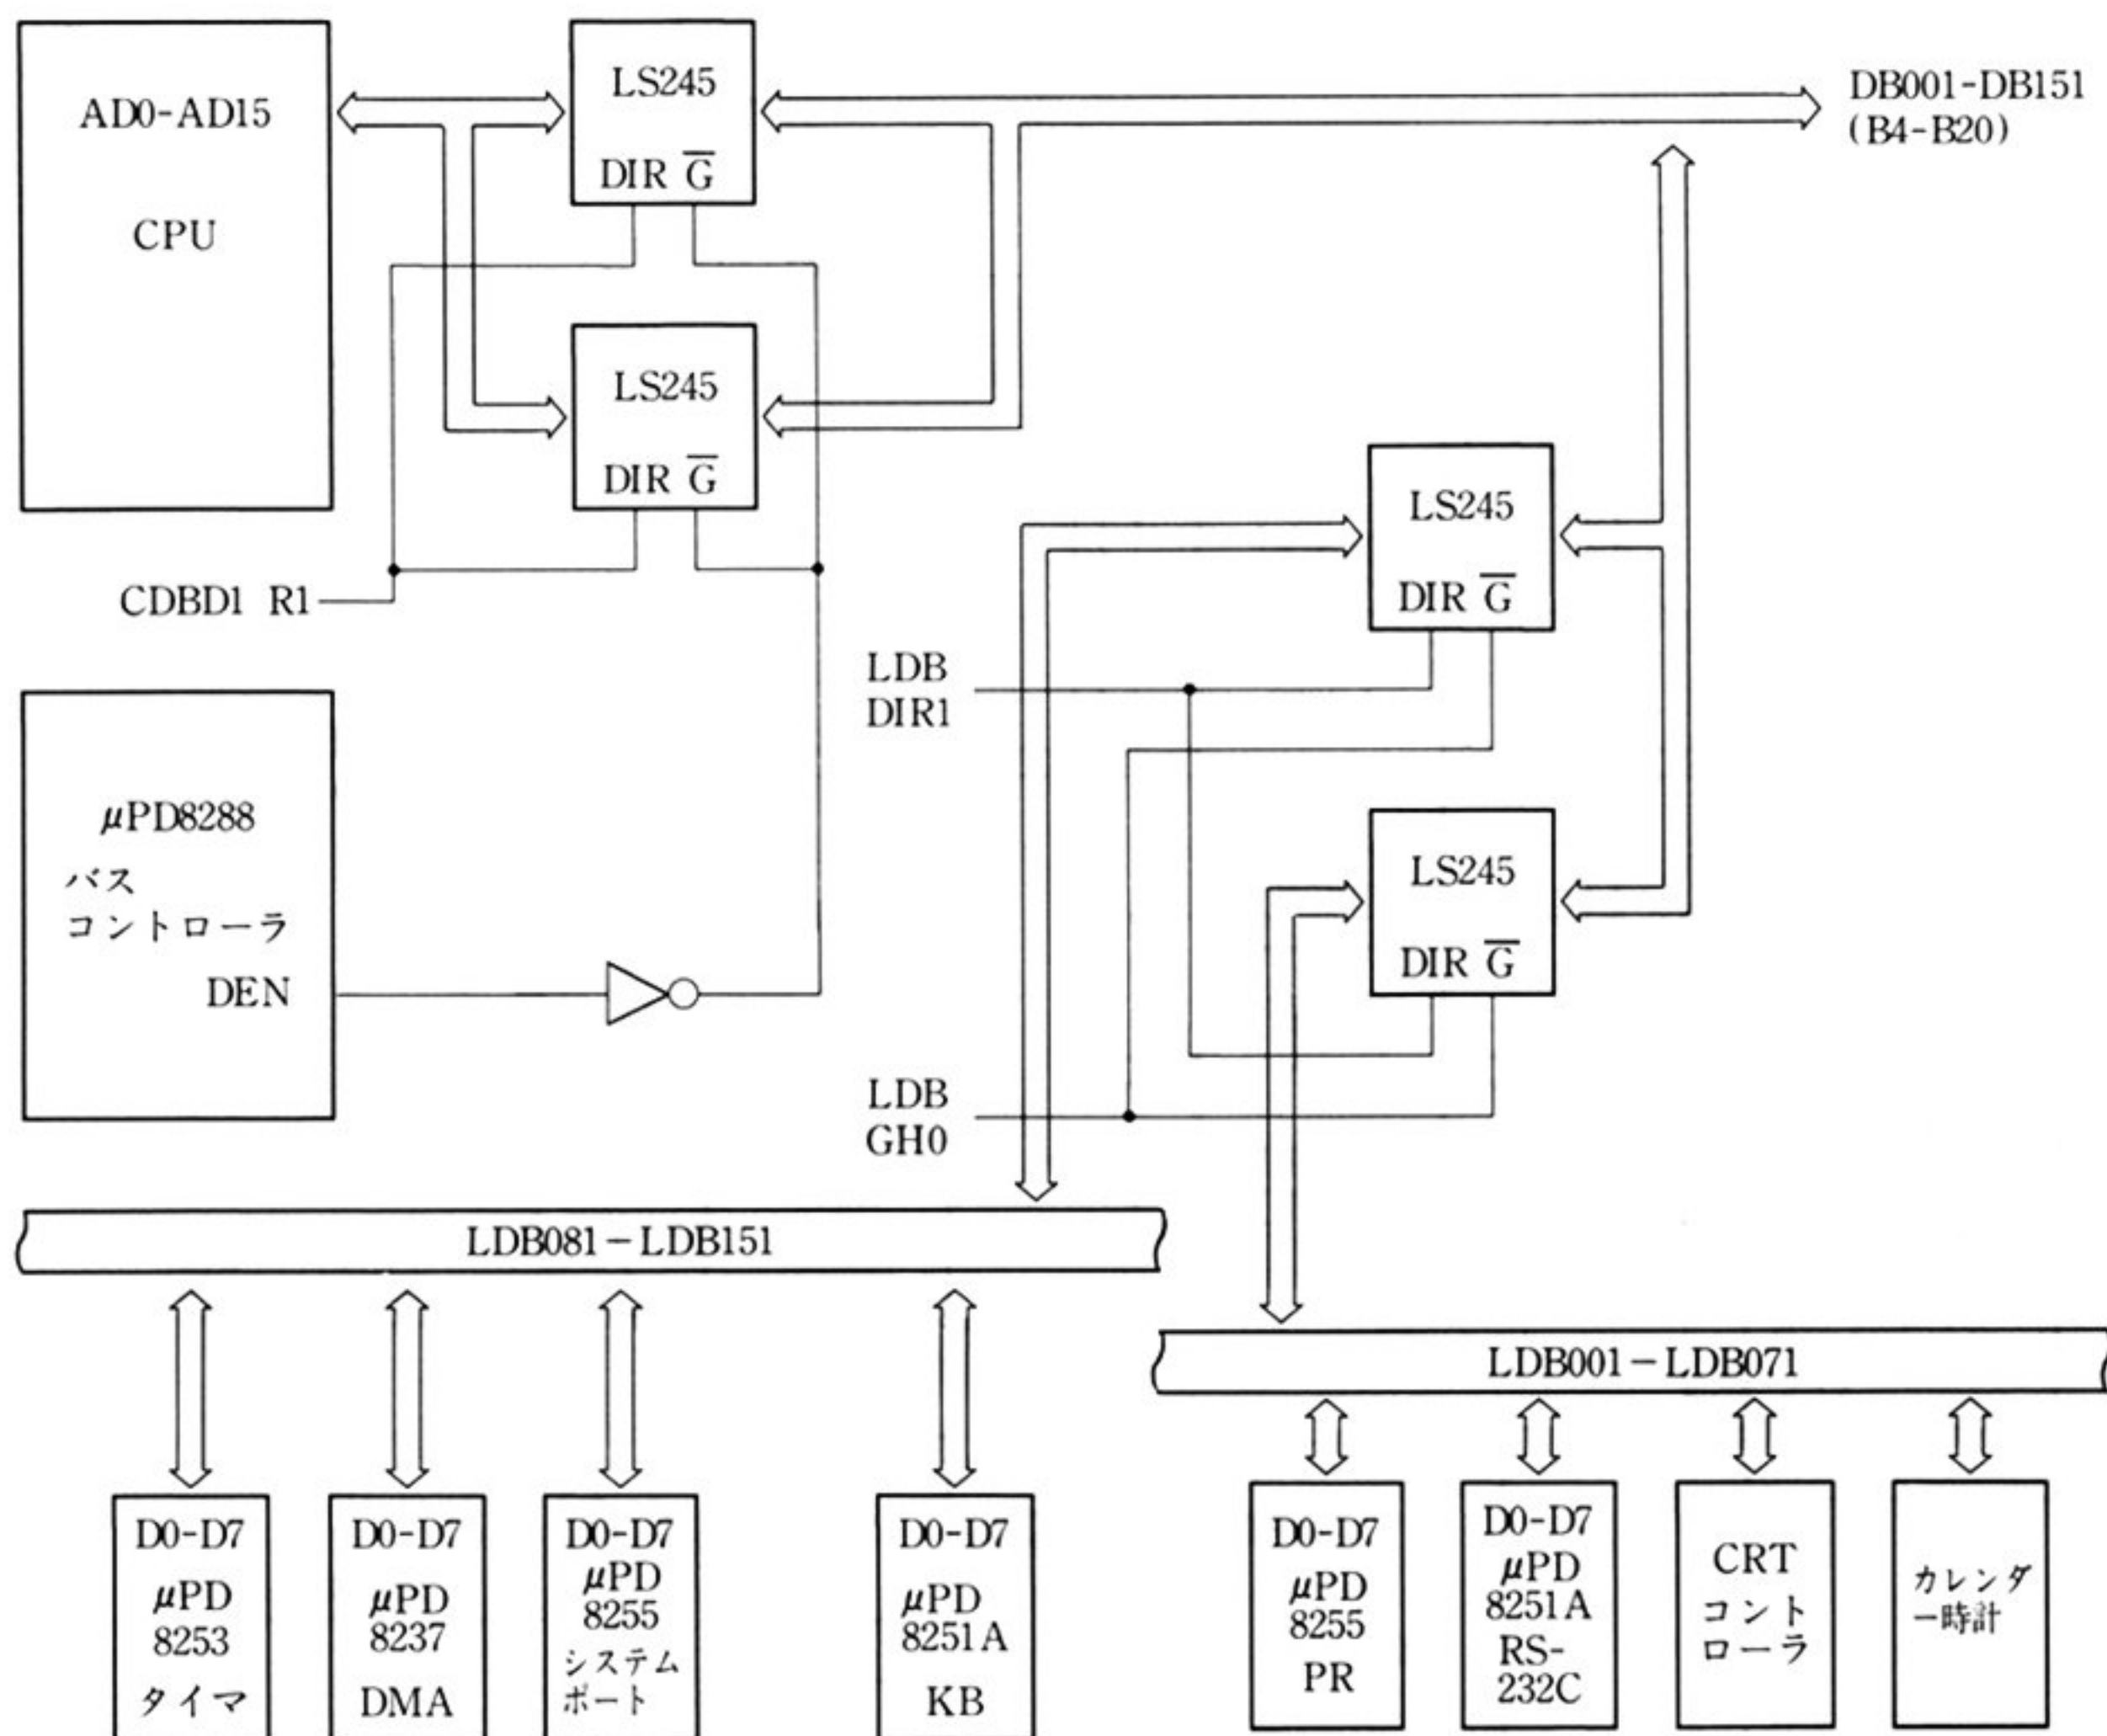 AD0-AD15
CPU
LS245
DIR G̅
DB001-DB151
(B4-B20)
LS245
DIR G̅
CDBD1 R1
LS245
DIR G̅
LDB
DIR1
μPD8288
バス
コントローラ
DEN
LS245
DIR G̅
LDB
GH0
LDB081-LDB151
LDB001-LDB071
D0-D7
μPD
8253
タイマ
D0-D7
μPD
8237
DMA
D0-D7
μPD
8255
システム
ポート
D0-D7
μPD
8251A
KB
D0-D7
μPD
8255
PR
D0-D7
μPD
8251A
RS-
232C
CRT
コント
ローラ
カレンダ
ー時計